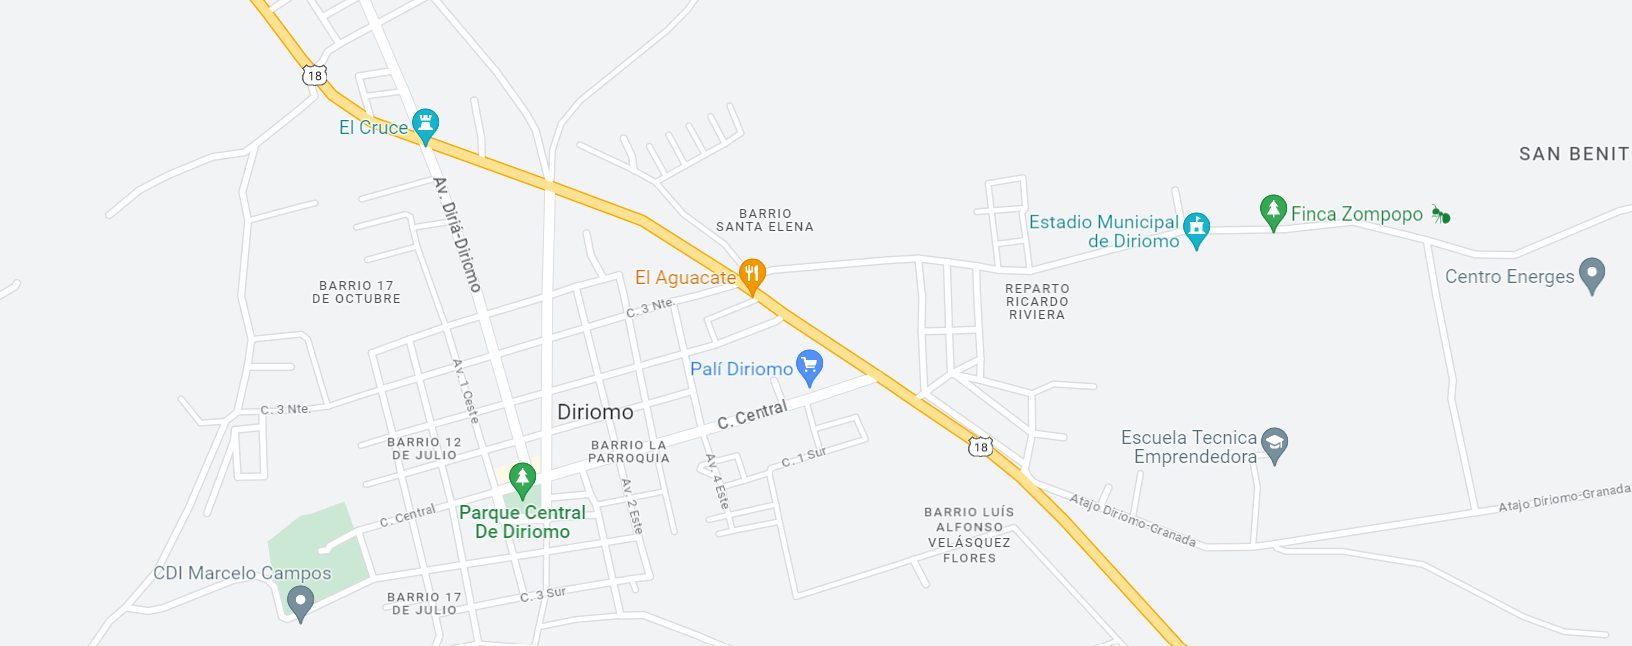 18
El Cruce
SAN BENIT
Av. Diriá-Diriomo
BARRIO
SANTA ELENA
Estadio Municipal
de Diriomo
Finca Zompopo
El Aguacate
Centro Energes
BARRIO 17
DE OCTUBRE
REPARTO
RICARDO
RIVIERA
C. 3 Nte.
Palí Diriomo
Av. 1 Oeste
C. 3 Nte.
Diriomo
C. Central
BARRIO 12
DE JULIO
BARRIO LA
PARROQUIA
18
Escuela Tecnica
Emprendedora
C. 1 Sur
Av. 4 Este
Av. 2 Este
Parque Central
De Diriomo
C. Central
Atajo Diriomo-Granada
Atajo Diriomo-Granada
BARRIO LUÍS
ALFONSO
VELÁSQUEZ
FLORES
CDI Marcelo Campos
BARRIO 17
DE JULIO
C. 3 Sur